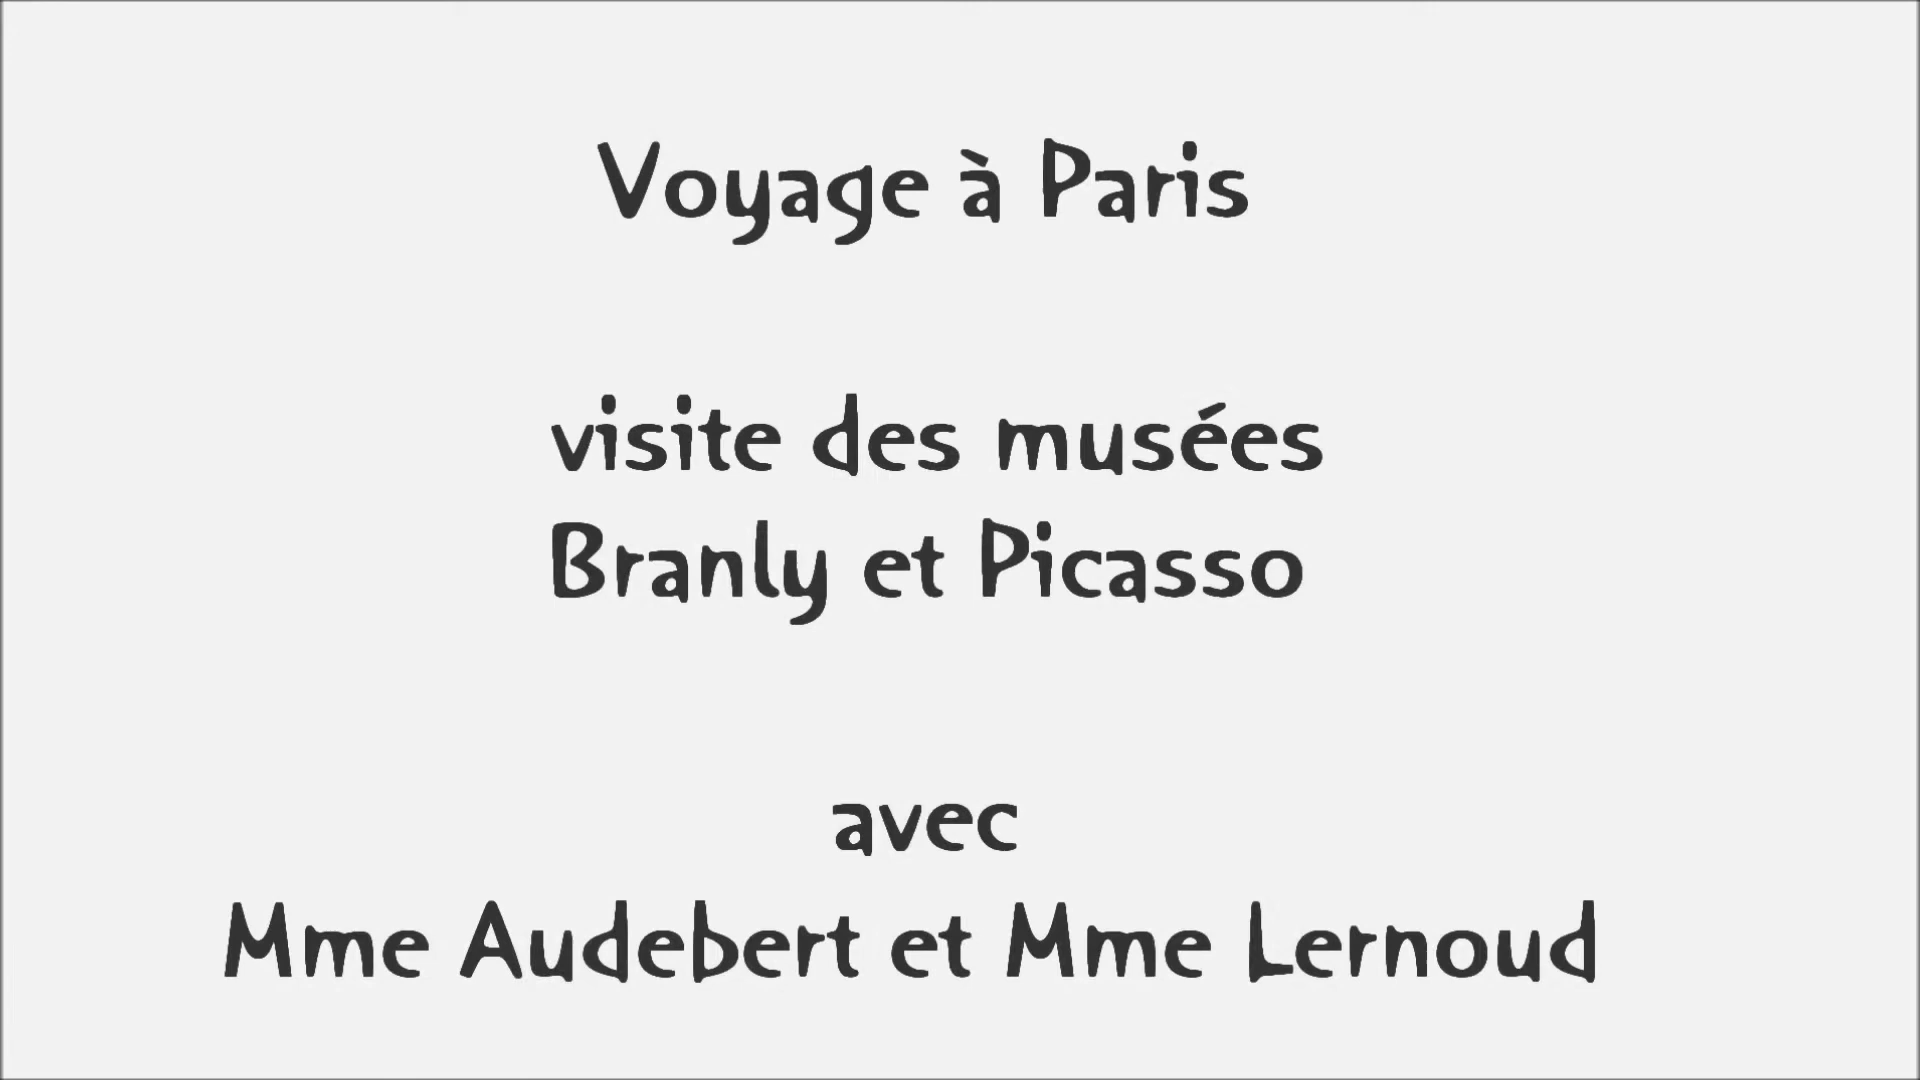 Voyage à Paris
visite des musées
Branly et Picasso
avec
Mme Audebert et Mme Lernoud